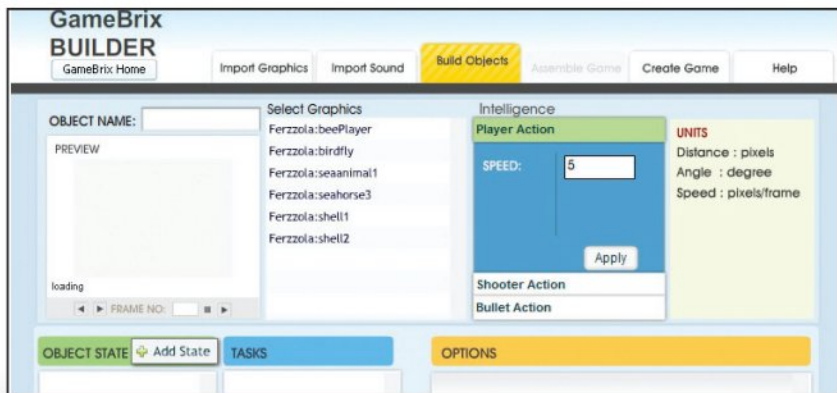 GameBrix
BUILDER
GameBrix Home
Import Graphics
Import Sound
Build Objects
Assemble Game
Create Game
Help
OBJECT NAME:
PREVIEW
loading
FRAME NO:
Select Graphics
Ferzzola:beePlayer
Ferzzola:birdfly
Ferzzola:seaanimal1
Ferzzola:seahorse3
Ferzzola:shell1
Ferzzola:shell2
Intelligence
Player Action
SPEED: 5
Apply
Shooter Action
Bullet Action
UNITS
Distance : pixels
Angle : degree
Speed : pixels/frame
OBJECT STATE
Add State
TASKS
OPTIONS